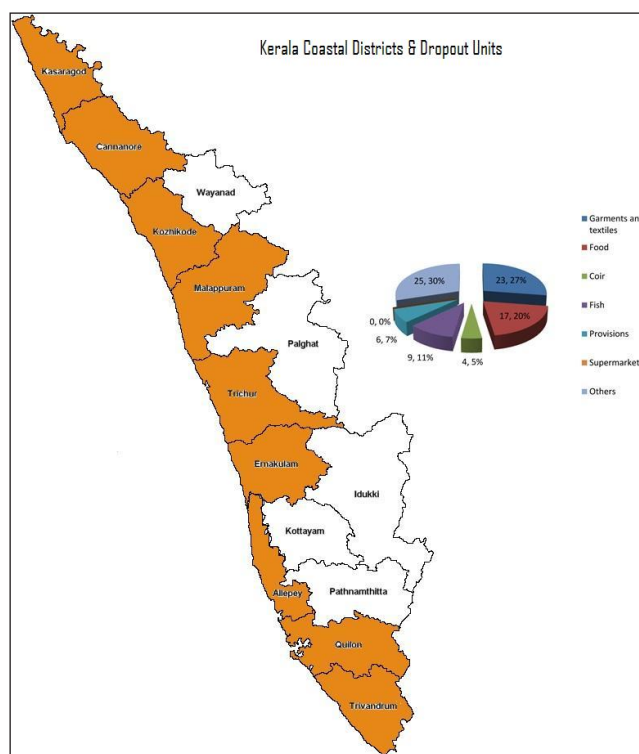 Kerala Coastal Districts & Dropout Units
Kasaragod
Cannanore
Wayanad
Kozhikode
Malappuram
Palghat
Trichur
Ernakulam
Idukki
Kottayam
Allepey
Pathnamthitta
Quilon
Trivandrum
25, 30%
23, 27%
0, 0%
17, 20%
6, 7%
9, 11%
4, 5%
Garments and
textiles
Food
Coir
Fish
Provisions
Supermarket
Others